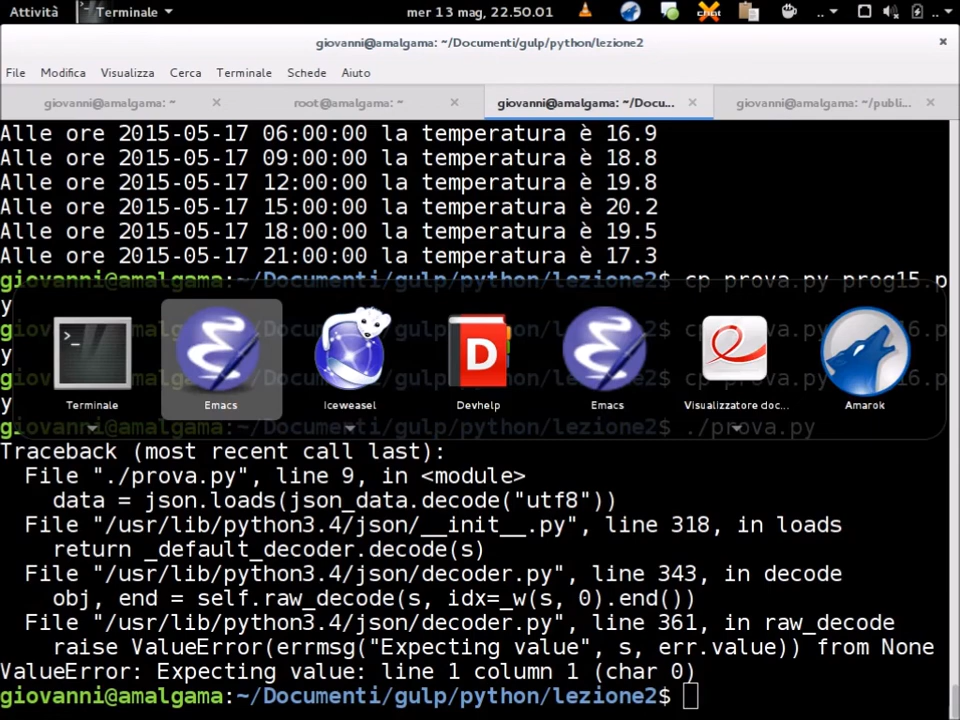 Attività
Terminale
mer 13 mag, 22.50.01
chat
giovanni@amalgama: ~/Documenti/gulp/python/lezione2
File Modifica Visualizza Cerca Terminale Schede Aiuto
giovanni@amalgama: ~
root@amalgama: ~
giovanni@amalgama: ~/Docu...
giovanni@amalgama: ~/publi...
Alle ore 2015-05-17 06:00:00 la temperatura è 16.9
Alle ore 2015-05-17 09:00:00 la temperatura è 18.8
Alle ore 2015-05-17 12:00:00 la temperatura è 19.8
Alle ore 2015-05-17 15:00:00 la temperatura è 20.2
Alle ore 2015-05-17 18:00:00 la temperatura è 19.5
Alle ore 2015-05-17 21:00:00 la temperatura è 17.3
giovanni@amalgama:~/Documenti/gulp/python/lezione2$ cp prova.py prog15.p
y
Terminale
Emacs
Iceweasel
Devhelp
Emacs
Visualizzatore doc...
Amarok
y
$ ./prova.py
Traceback (most recent call last):
File "./prova.py", line 9, in <module>
data = json.loads(json_data.decode("utf8"))
File "/usr/lib/python3.4/json/__init__.py", line 318, in loads
return _default_decoder.decode(s)
File "/usr/lib/python3.4/json/decoder.py", line 343, in decode
obj, end = self.raw_decode(s, idx=_w(s, 0).end())
File "/usr/lib/python3.4/json/decoder.py", line 361, in raw_decode
raise ValueError(errmsg("Expecting value", s, err.value)) from None
ValueError: Expecting value: line 1 column 1 (char 0)
giovanni@amalgama:~/Documenti/gulp/python/lezione2$